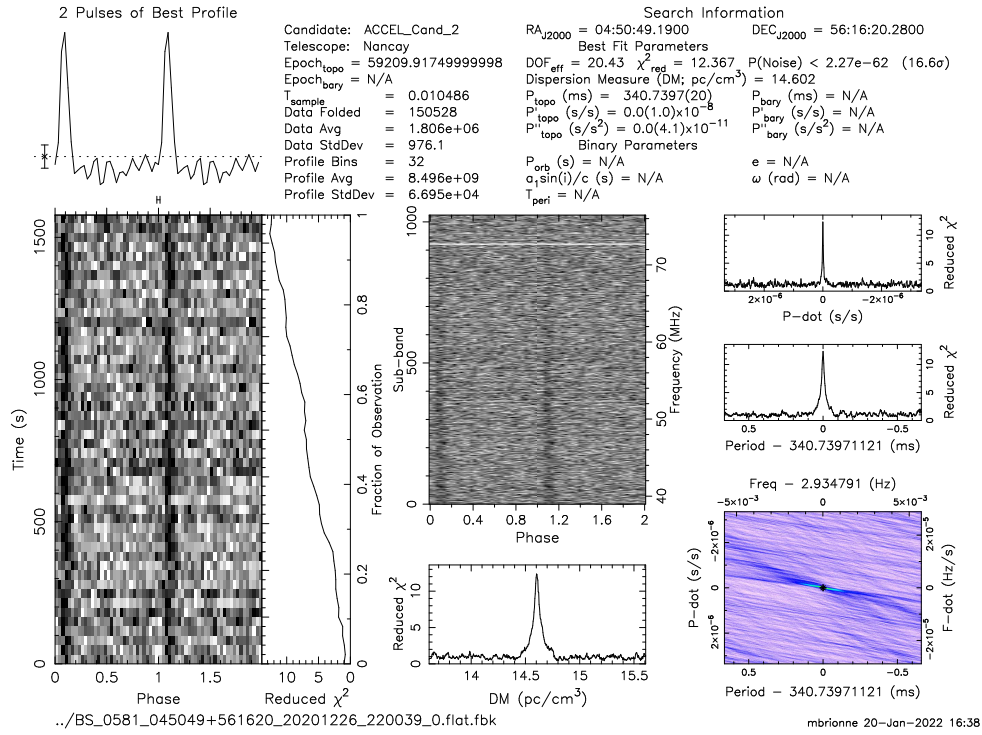 2 Pulses of Best Profile
Search Information
Candidate: ACCEL_Cand_2
RA_J2000 = 04:50:49.1900
DEC_J2000 = 56:16:20.2800
Telescope: Nancay
Best Fit Parameters
Epoch_topo = 59209.91749999998
DOF_eff = 20.43 χ²_red = 12.367 P(Noise) < 2.27e-62 (16.6σ)
Epoch_bary = N/A
Dispersion Measure (DM; pc/cm³) = 14.602
T_sample = 0.010486
P_topo (ms) = 340.7397(20)
P_bary (ms) = N/A
Data Folded = 150528
P'_topo (s/s) = 0.0(1.0)x10⁻⁸
P'_bary (s/s) = N/A
Data Avg = 1.806e+06
P''_topo (s/s²) = 0.0(4.1)x10⁻¹¹
P''_bary (s/s²) = N/A
Data StdDev = 976.1
Binary Parameters
Profile Bins = 32
P_orb (s) = N/A
e = N/A
Profile Avg = 8.496e+09
a₁sin(i)/c (s) = N/A
ω (rad) = N/A
Profile StdDev = 6.695e+04
T_peri = N/A
0 500 1000 1500
Time (s)
0 0.5 1 1.5
Phase
10 5 0
Reduced χ²
0 0.2 0.4 0.6 0.8 1
Fraction of Observation
0 500 1000
Sub-band
40 50 60 70
Frequency (MHz)
0 0.4 0.8 1.2 1.6 2
Phase
0 5 10
Reduced χ²
14 14.5 15 15.5
DM (pc/cm³)
0 5 10
Reduced χ²
2×10⁻⁶ 0 -2×10⁻⁶
P-dot (s/s)
0 5 10
Reduced χ²
0.5 0 -0.5
Period - 340.73971121 (ms)
Freq - 2.934791 (Hz)
-5×10⁻³ 0 5×10⁻³
-2×10⁻⁶ 0 2×10⁻⁶
P-dot (s/s)
2×10⁻⁵ 0 -2×10⁻⁵
F-dot (Hz/s)
0.5 0 -0.5
Period - 340.73971121 (ms)
../BS_0581_045049+561620_20201226_220039_0.flat.fbk
mbrionne 20-Jan-2022 16:38